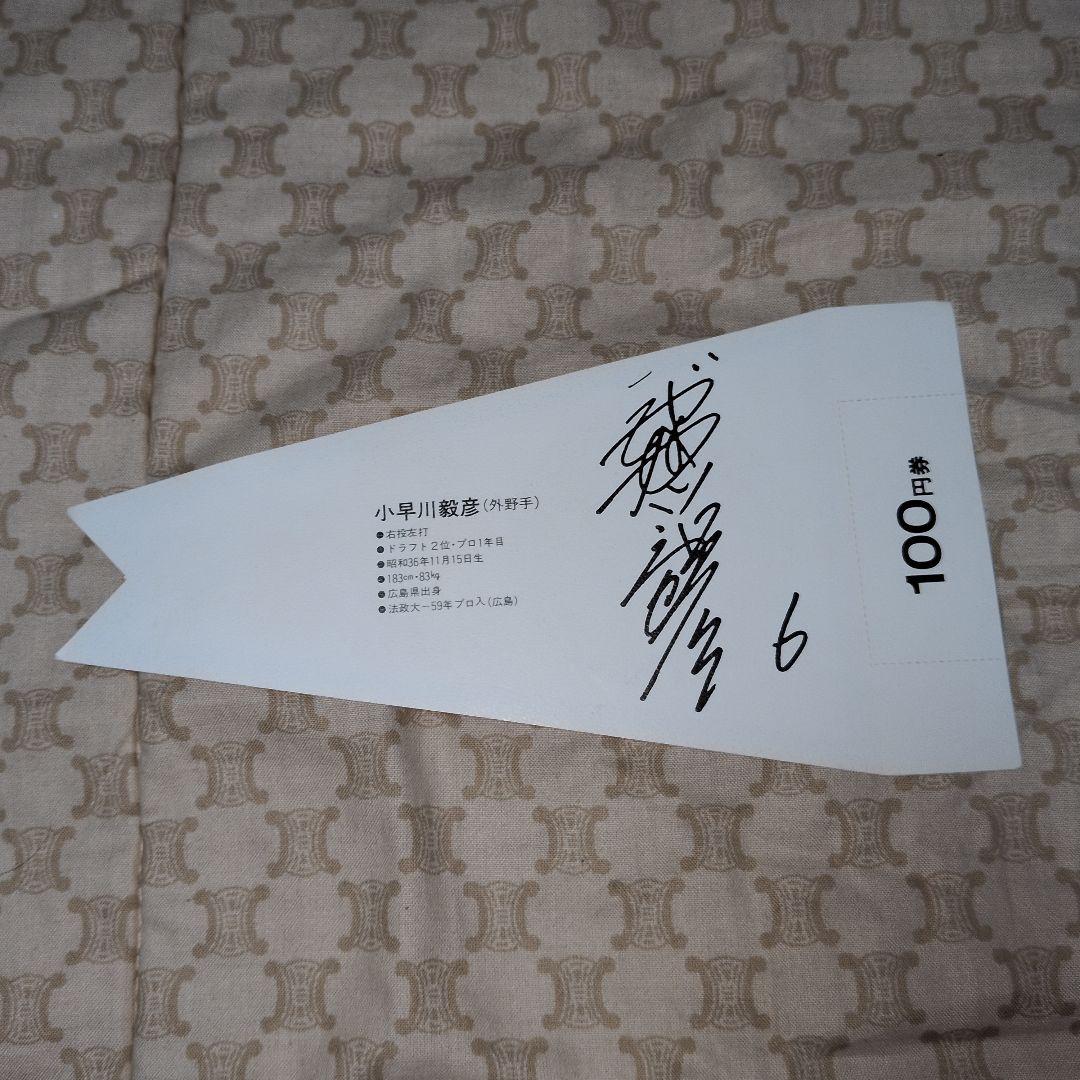 小早川毅彦(外野手)
●右投左打
●ドラフト2位・プロ1年目
●昭和36年11月15日生
●183cm・83kg
●広島県出身
●法政大−59年プロ入(広島)
6
100円券